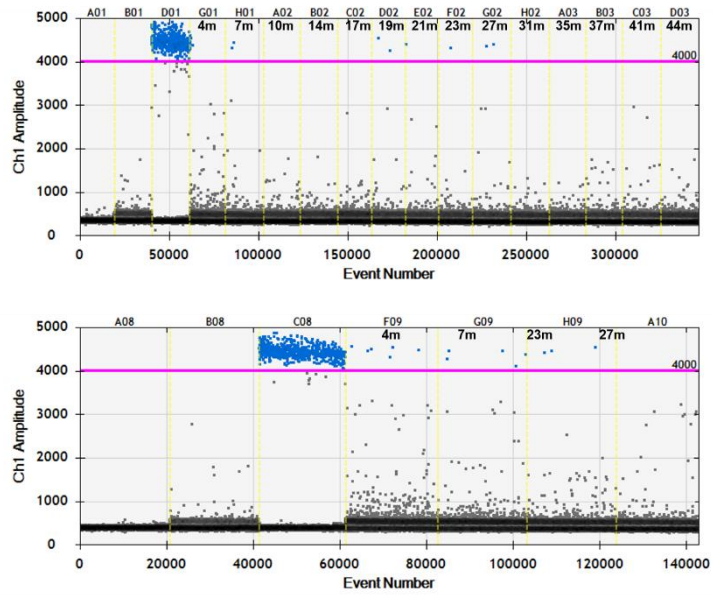 A01 B01 D01 G01 H01 A02 B02 C02 D02 E02 F02 G02 H02 A03 B03 C03 D03
4m 7m 10m 14m 17m 19m 21m 23m 27m 31m 35m 37m 41m 44m
5000
4000
4000
3000
2000
1000
0
Ch1 Amplitude
0 50000 100000 150000 200000 250000 300000
Event Number
A08 B08 C08 F09 G09 H09 A10
4m 7m 23m 27m
5000
4000
4000
3000
2000
1000
0
Ch1 Amplitude
0 20000 40000 60000 80000 100000 120000 140000
Event Number